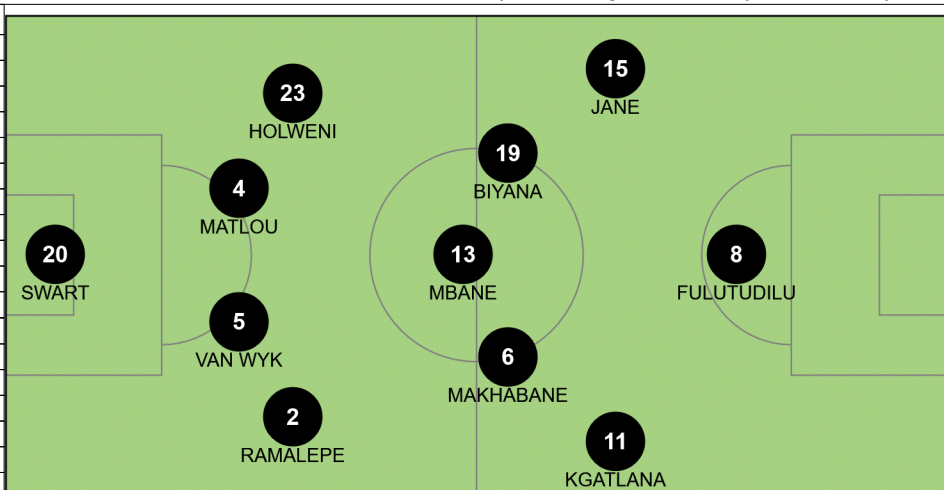 15
JANE
23
HOLWENI
19
BIYANA
4
MATLOU
20
SWART
13
MBANE
8
FULUTUDILU
5
VAN WYK
6
MAKHABANE
2
RAMALEPE
11
KGATLANA